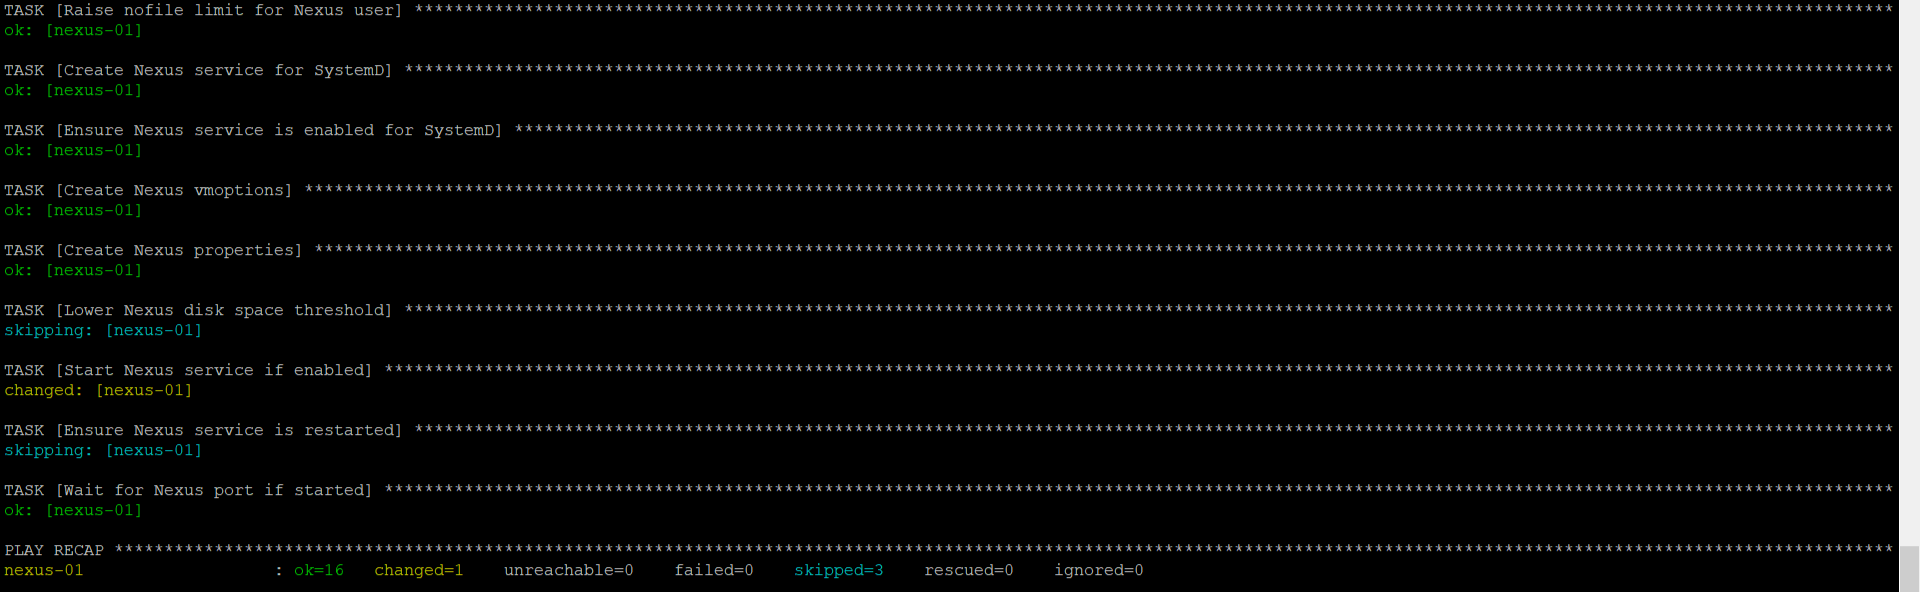 TASK [Raise nofile limit for Nexus user] ****************************************************************************************************************************************************
ok: [nexus-01]
TASK [Create Nexus service for SystemD] *****************************************************************************************************************************************************
ok: [nexus-01]
TASK [Ensure Nexus service is enabled for SystemD] ******************************************************************************************************************************************
ok: [nexus-01]
TASK [Create Nexus vmoptions] ***************************************************************************************************************************************************************
ok: [nexus-01]
TASK [Create Nexus properties] **************************************************************************************************************************************************************
ok: [nexus-01]
TASK [Lower Nexus disk space threshold] *****************************************************************************************************************************************************
skipping: [nexus-01]
TASK [Start Nexus service if enabled] *******************************************************************************************************************************************************
changed: [nexus-01]
TASK [Ensure Nexus service is restarted] ****************************************************************************************************************************************************
skipping: [nexus-01]
TASK [Wait for Nexus port if started] *******************************************************************************************************************************************************
ok: [nexus-01]
PLAY RECAP **********************************************************************************************************************************************************************************
nexus-01                   : ok=16   changed=1    unreachable=0    failed=0    skipped=3    rescued=0    ignored=0